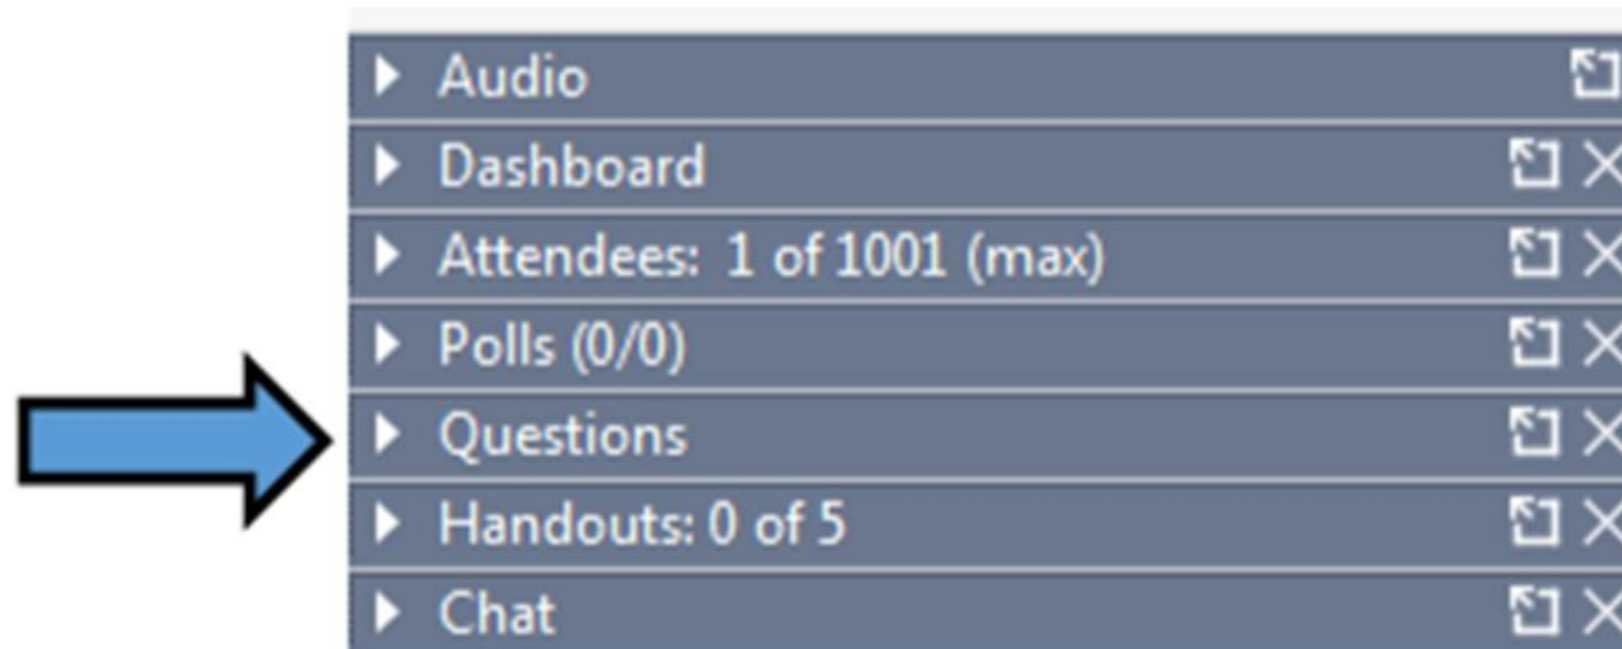 Audio
Dashboard
Attendees: 1 of 1001 (max)
Polls (0/0)
Questions
Handouts: 0 of 5
Chat